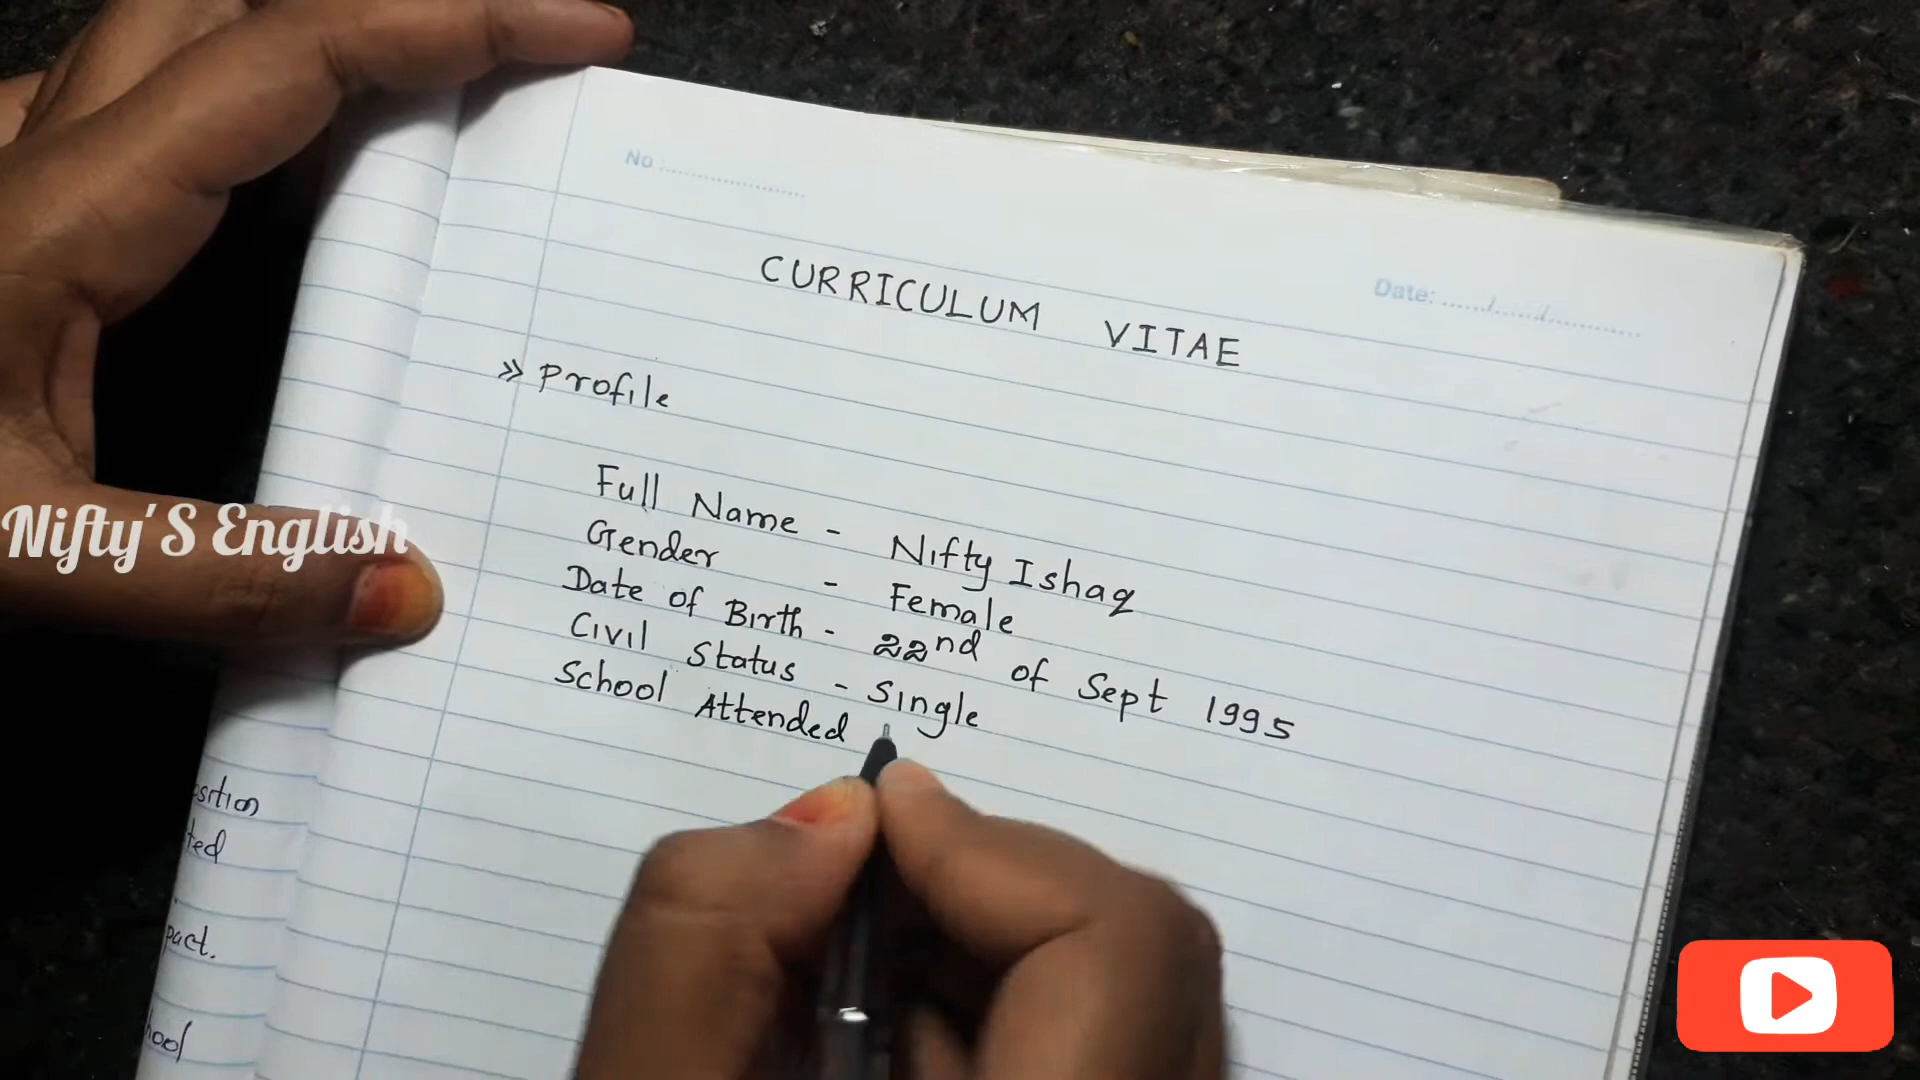 No:
Date:
CURRICULUM VITAE
>> Profile
Full Name - Nifty Ishaq
Gender - Female
Date of Birth - 22nd of Sept 1995
Civil Status - Single
School Attended
Nifty'S English